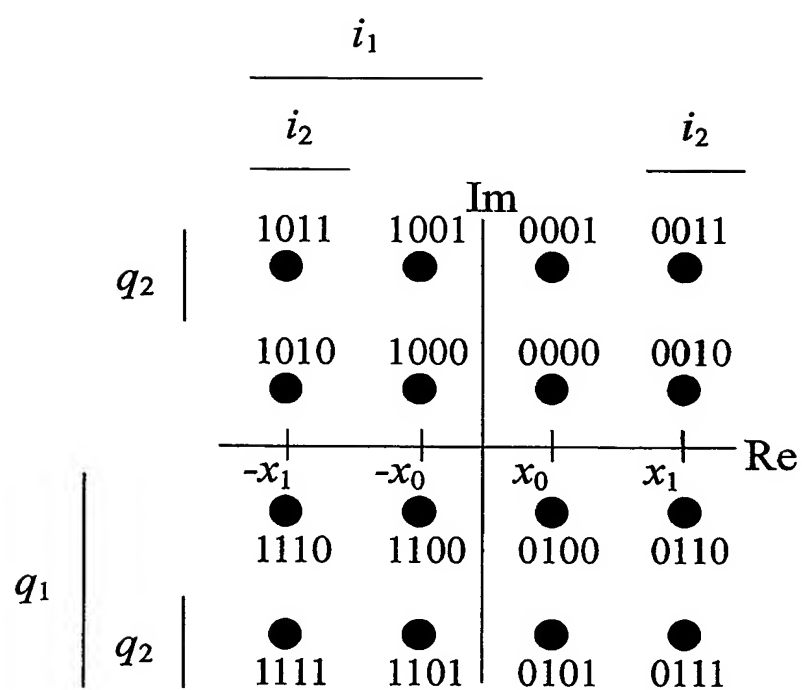 i₁
i₂ i₂
Im
1011 1001 0001 0011
q₂
1010 1000 0000 0010
-x₁ -x₀ x₀ x₁ Re
1110 1100 0100 0110
q₁
q₂
1111 1101 0101 0111